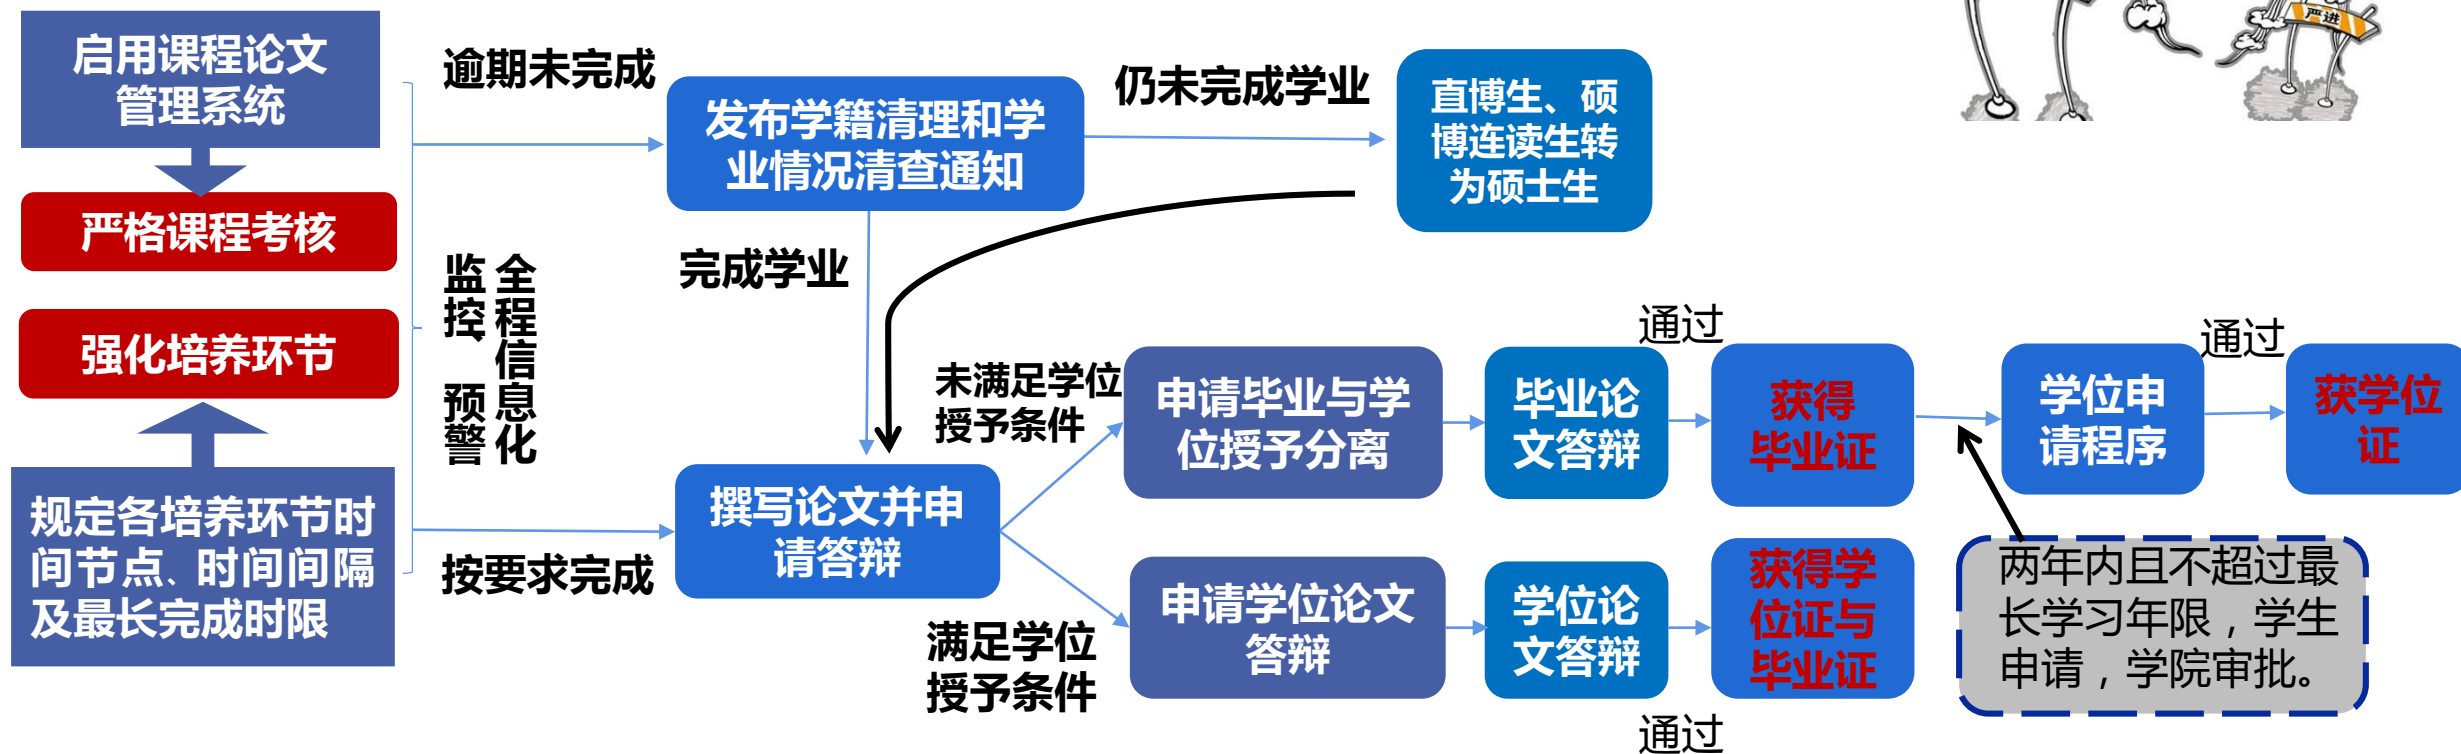 启用课程论文
管理系统
严格课程考核
强化培养环节
规定各培养环节时
间节点、时间间隔
及最长完成时限
逾期未完成
全程信息化
监控、预警
按要求完成
发布学籍清理和学
业情况清查通知
仍未完成学业
直博生、硕
博连读生转
为硕士生
严进
完成学业
撰写论文并申
请答辩
未满足学位
授予条件
申请毕业与学
位授予分离
毕业论
文答辩
通过
获得
毕业证
学位申
请程序
通过
获学位
证
满足学位
授予条件
申请学位论文
答辩
学位论
文答辩
通过
获得学
位证与
毕业证
两年内且不超过最
长学习年限，学生
申请，学院审批。